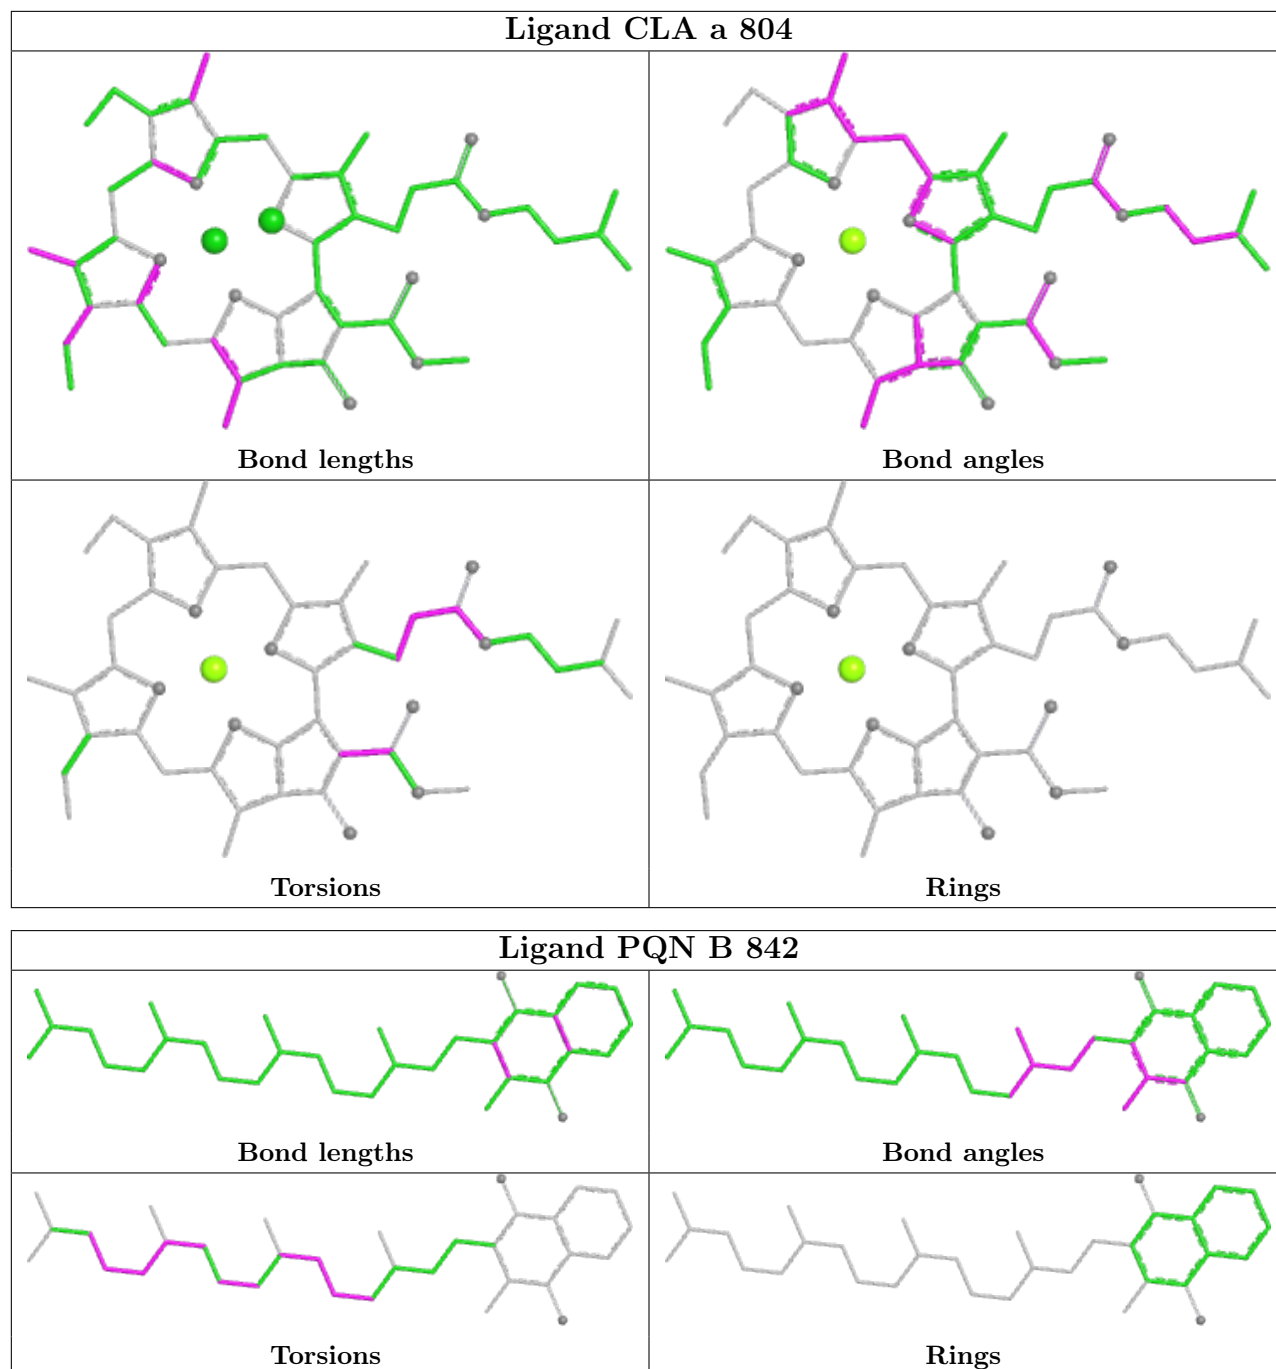 Ligand CLA a 804
Bond lengths
Bond angles
Torsions
Rings
Ligand PQN B 842
Bond lengths
Bond angles
Torsions
Rings